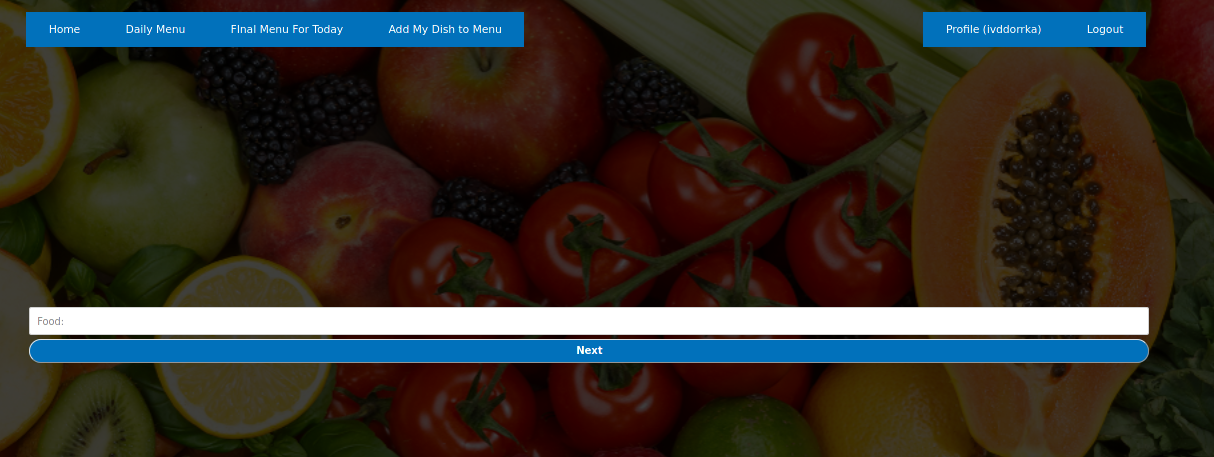 Home Daily Menu FInal Menu For Today Add My Dish to Menu Profile (ivddorrka) Logout
Food:
Next